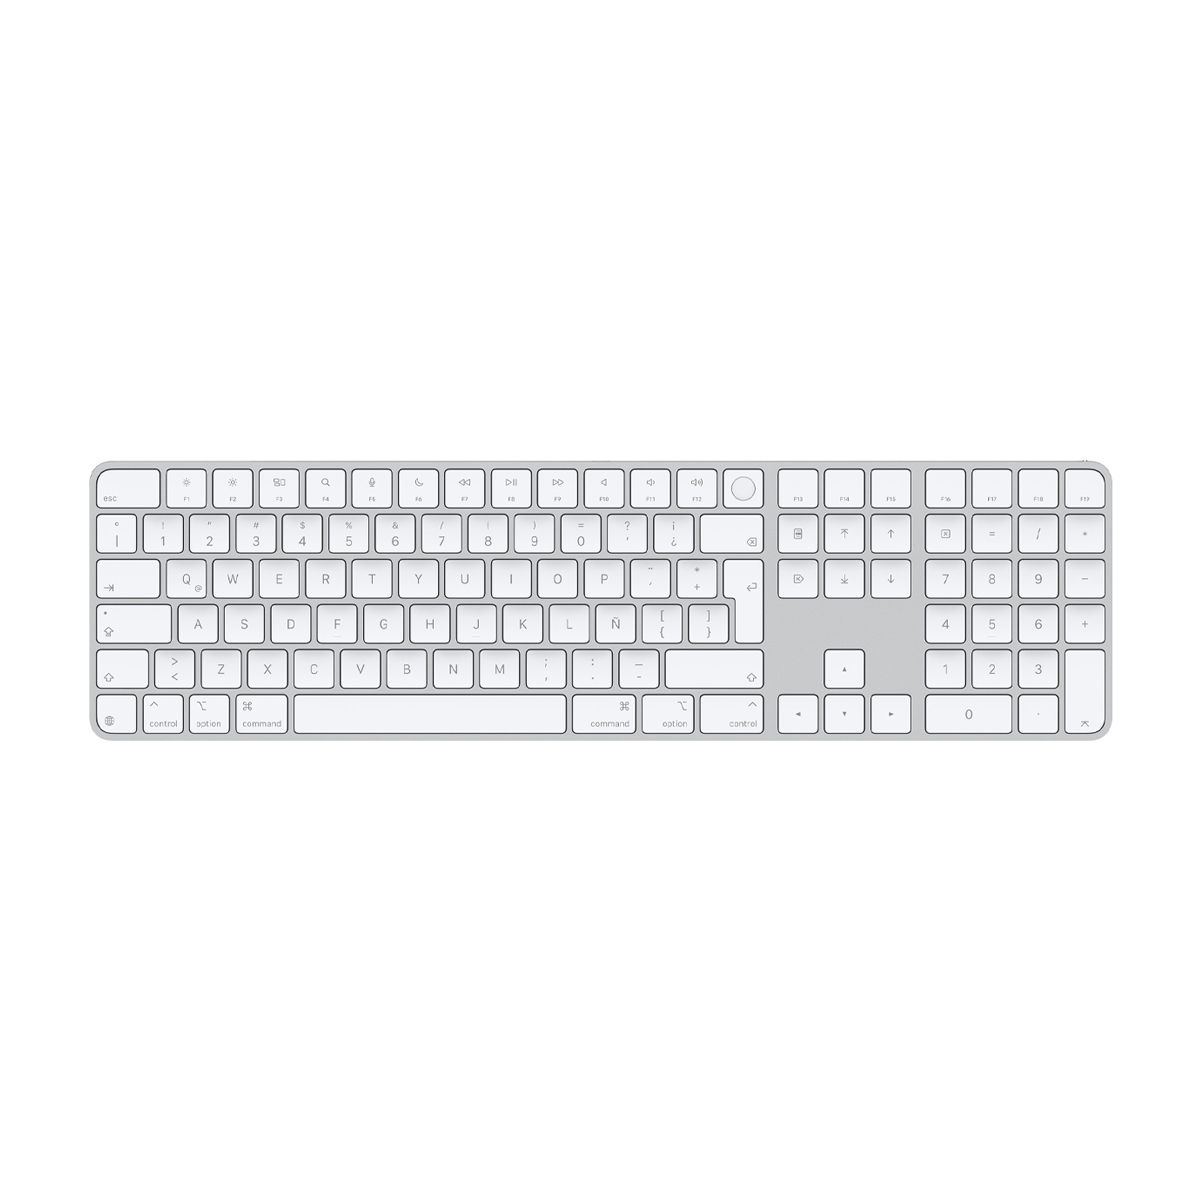 esc F1 F2 F3 F4 F5 F6 F7 F8 F9 F10 F11 F12 F13 F14 F15 F16 F17 F18 F19
° ! " # $ % & / ( ) = ? ¡
| 1 2 3 4 5 6 7 8 9 0 ' ¿ = / *
Q @ W E R T Y U I O P ¨ ´ * + 7 8 9 −
A S D F G H J K L Ñ [ { ] } 4 5 6 +
> < Z X C V B N M ; , : . _ - 1 2 3
control option command command option control 0 .